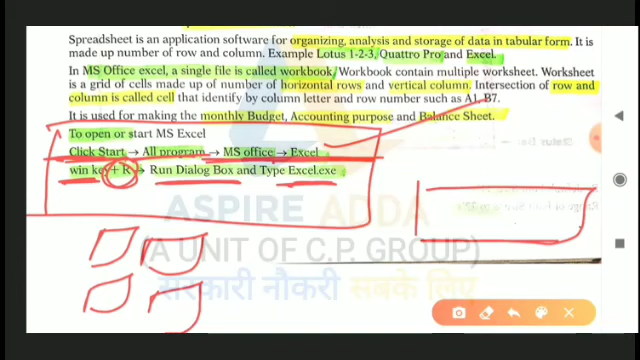 Spreadsheet is an application software for organizing, analysis and storage of data in tabular form. It is
made up number of row and column. Example Lotus 1-2-3, Quattro Pro and Excel.
In MS Office excel, a single file is called workbook, Workbook contain multiple worksheet. Worksheet
is a grid of cells made up of number of horizontal rows and vertical column. Intersection of row and
column is called cell that identify by column letter and row number such as A1, B7.
It is used for making the monthly Budget, Accounting purpose and Balance Sheet.
To open or start MS Excel
Click Start → All program → MS office → Excel
win key + R → Run Dialog Box and Type Excel.exe
ASPIRE ADDA
(A UNIT OF C.P. GROUP)
सरकारी नौकरी सबके लिए